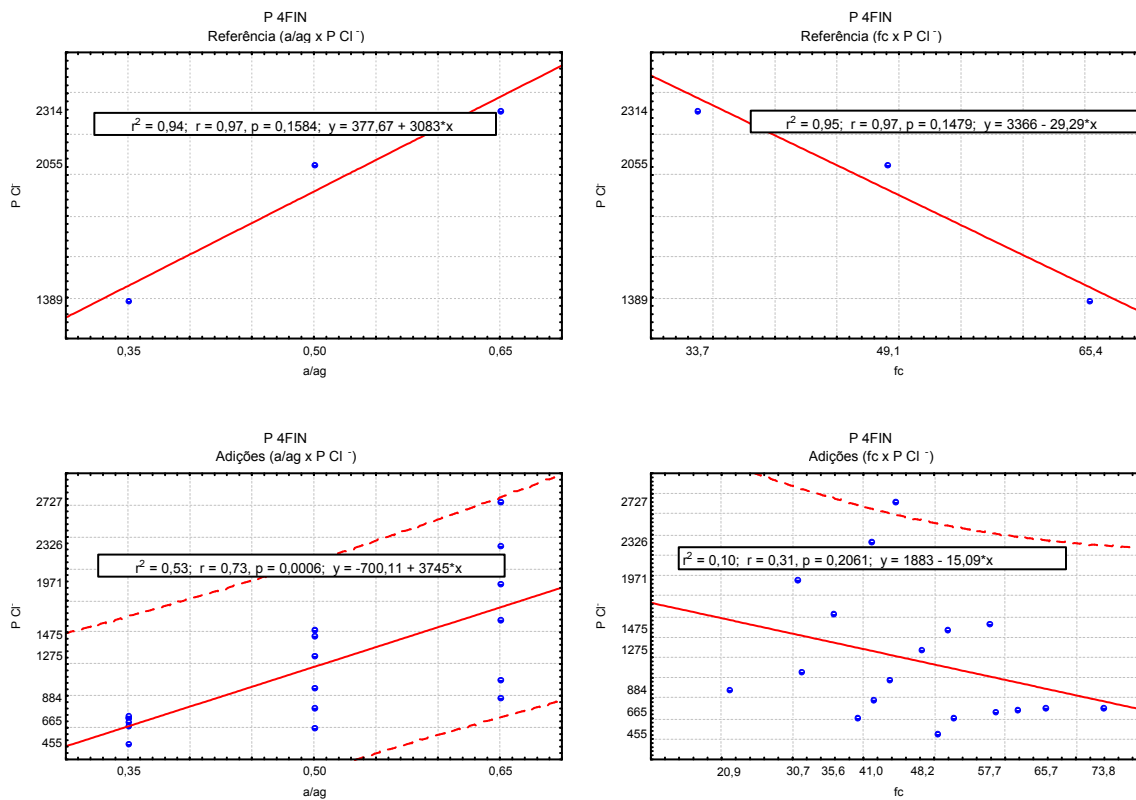 P 4FIN
Referência (a/ag x P Cl⁻)
r² = 0,94; r = 0,97, p = 0,1584; y = 377,67 + 3083*x
2314
2055
1389
P Cl⁻
0,35 0,50 0,65
a/ag
P 4FIN
Referência (fc x P Cl⁻)
r² = 0,95; r = 0,97, p = 0,1479; y = 3366 - 29,29*x
2314
2055
1389
P Cl⁻
33,7 49,1 65,4
fc
P 4FIN
Adições (a/ag x P Cl⁻)
2727
2326
r² = 0,53; r = 0,73, p = 0,0006; y = -700,11 + 3745*x
1971
1475
1275
884
665
455
P Cl⁻
0,35 0,50 0,65
a/ag
P 4FIN
Adições (fc x P Cl⁻)
2727
2326
r² = 0,10; r = 0,31, p = 0,2061; y = 1883 - 15,09*x
1971
1475
1275
884
665
455
P Cl⁻
20,9 30,7 35,6 41,0 48,2 57,7 65,7 73,8
fc